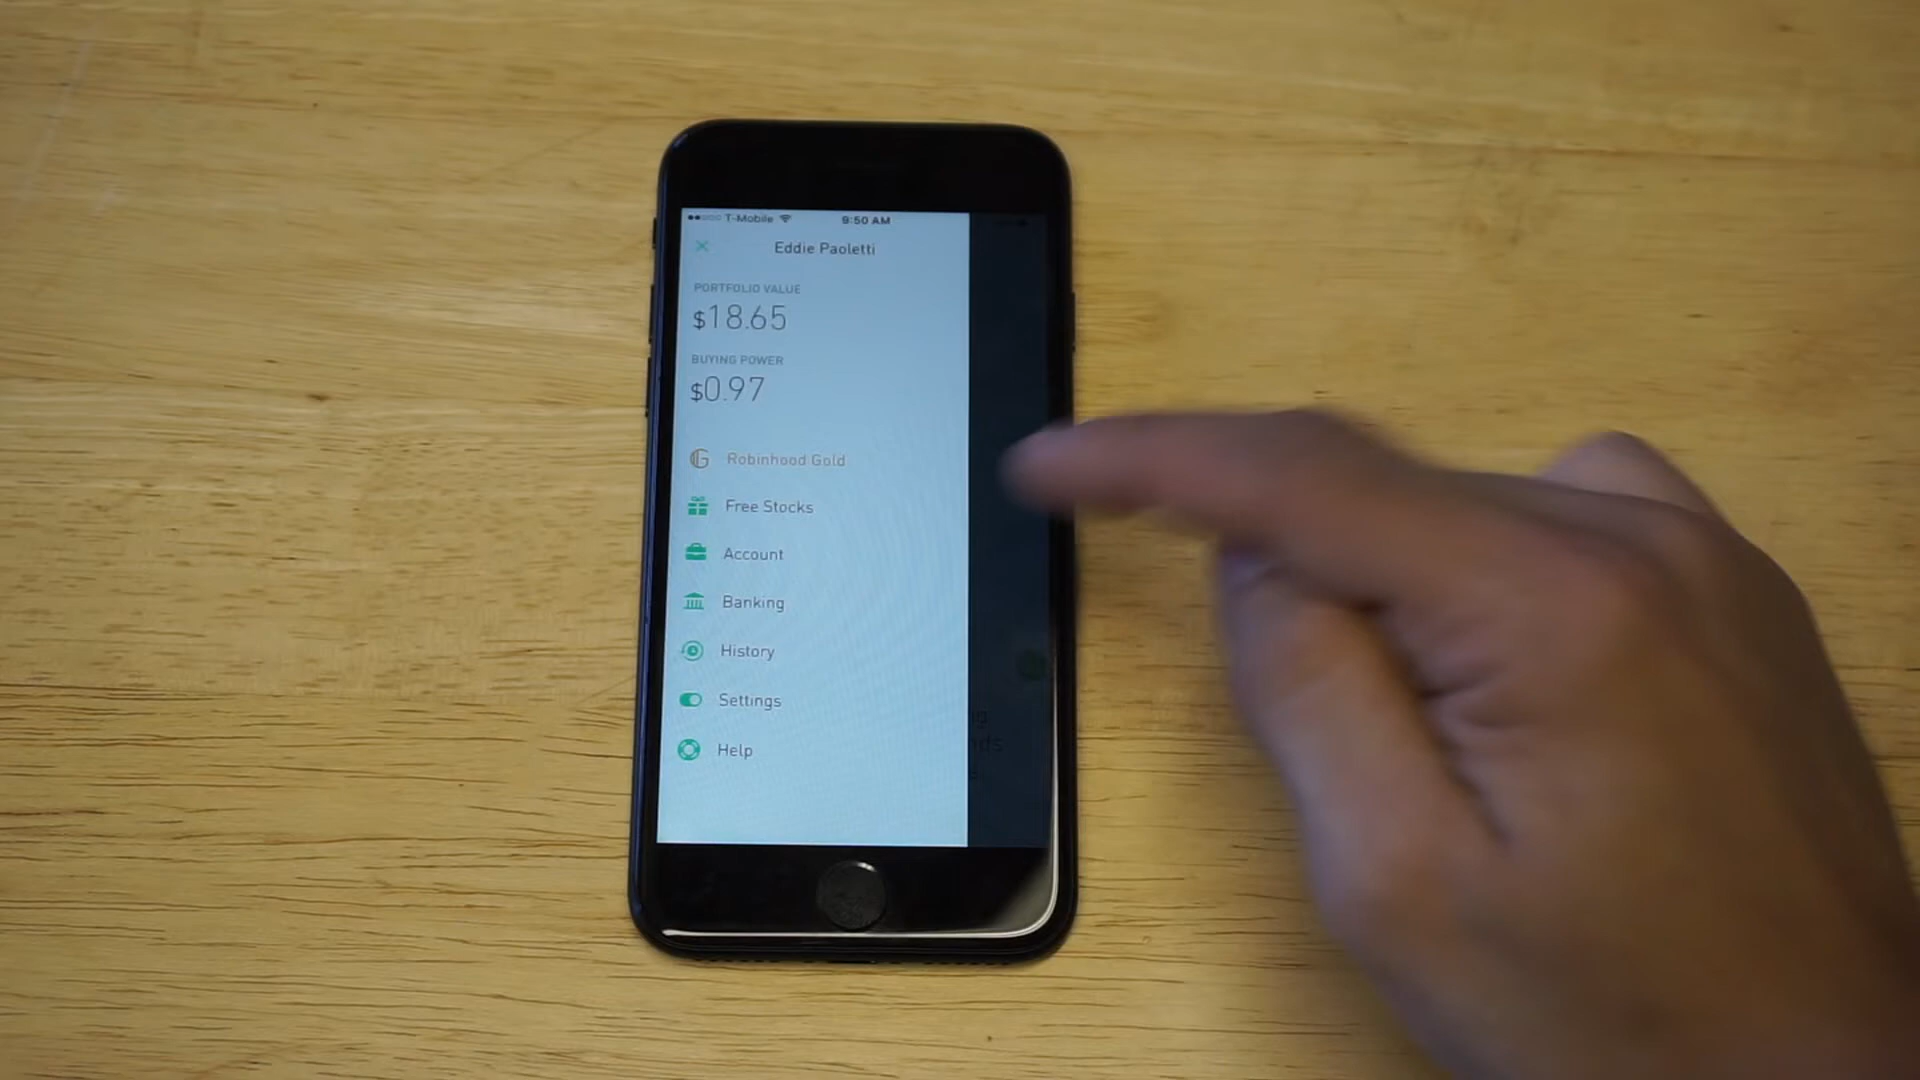 T-Mobile 9:50 AM
Eddie Paoletti
PORTFOLIO VALUE
$18.65
BUYING POWER
$0.97
Robinhood Gold
Free Stocks
Account
Banking
History
Settings
Help